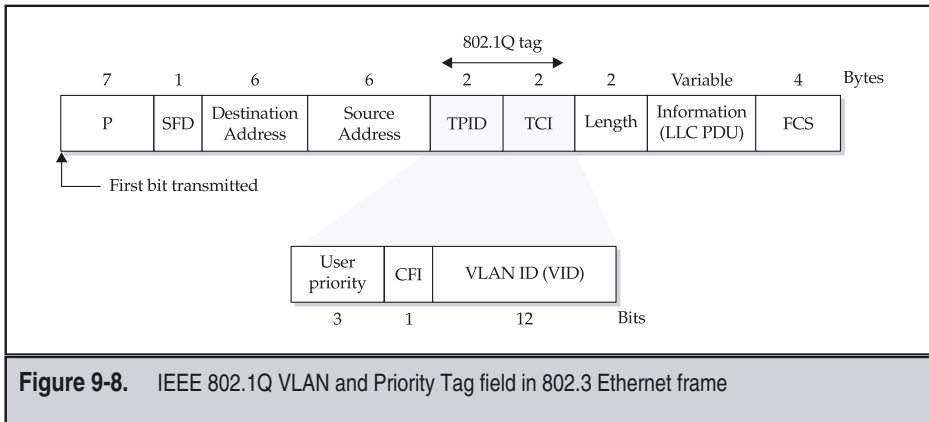 802.1Q tag
7 1 6 6 2 2 2 Variable 4 Bytes
P SFD Destination Address Source Address TPID TCI Length Information (LLC PDU) FCS
First bit transmitted
User priority CFI VLAN ID (VID)
3 1 12 Bits
Figure 9-8. IEEE 802.1Q VLAN and Priority Tag field in 802.3 Ethernet frame